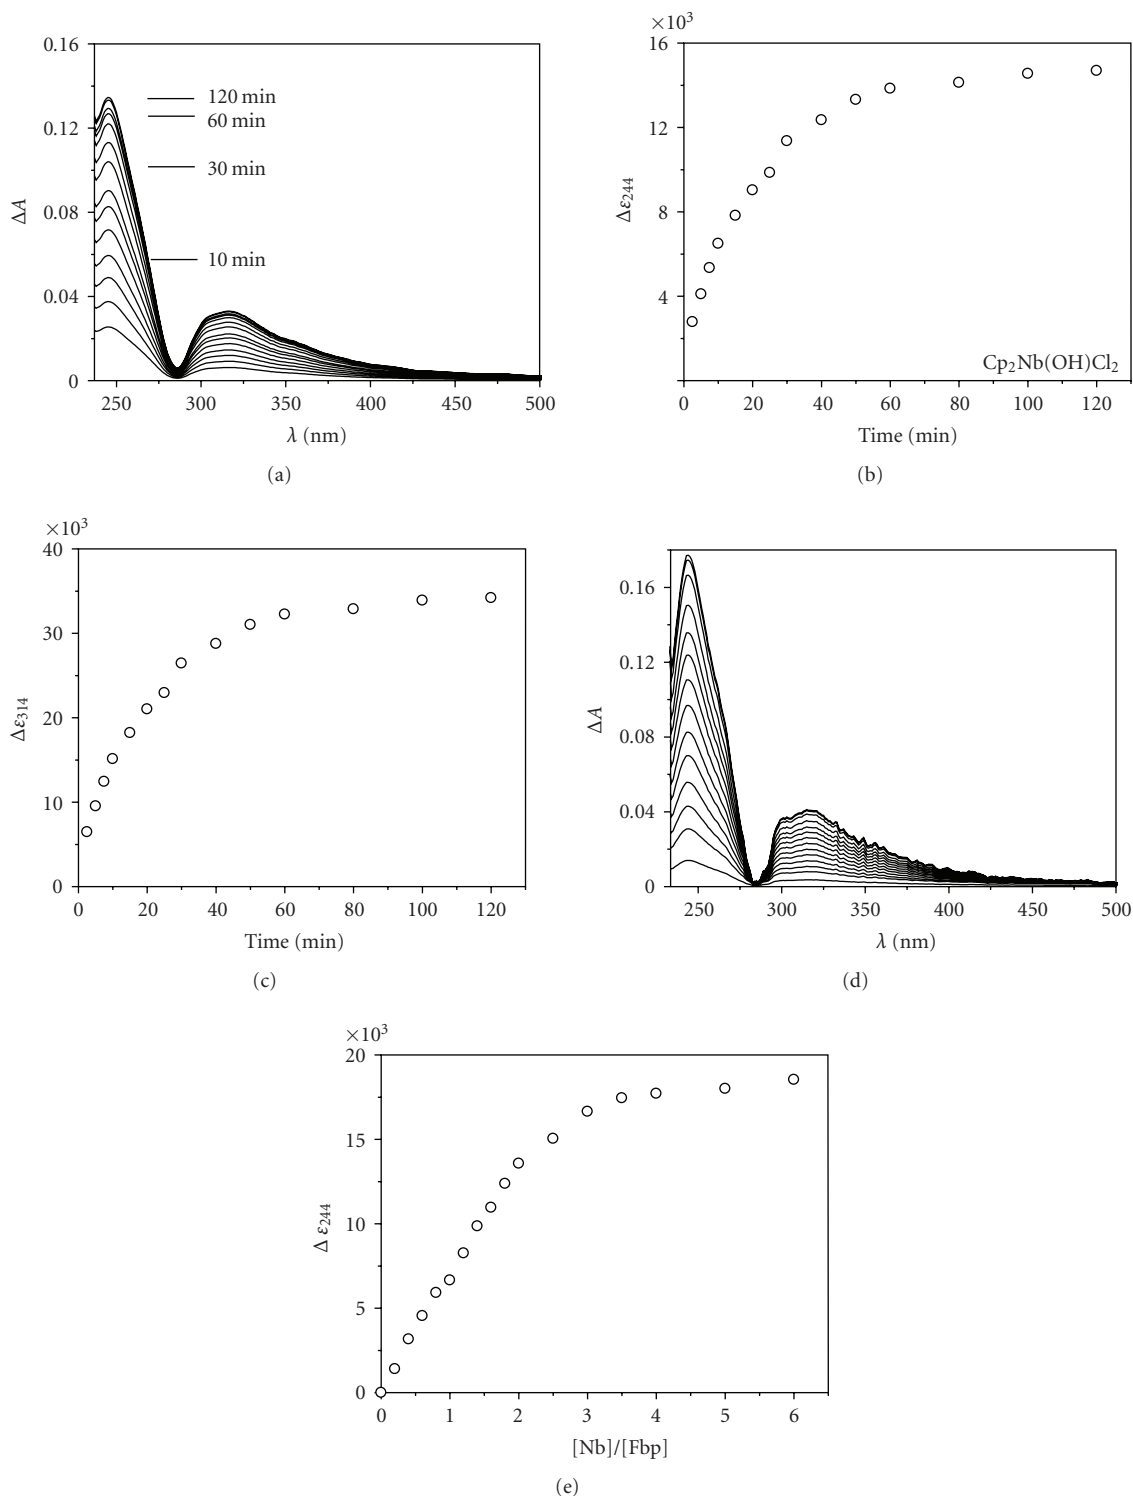 0.16
0.12
0.08
0.04
0
ΔA
120 min
60 min
30 min
10 min
250 300 350 400 450 500
λ (nm)
(a)
×10³
16
12
8
4
Δε₂₄₄
Cp₂Nb(OH)Cl₂
0 20 40 60 80 100 120
Time (min)
(b)
×10³
40
30
20
10
0
Δε₃₁₄
0 20 40 60 80 100 120
Time (min)
(c)
0.16
0.12
0.08
0.04
0
ΔA
250 300 350 400 450 500
λ (nm)
(d)
×10³
20
15
10
5
0
Δ ε₂₄₄
0 1 2 3 4 5 6
[Nb]/[Fbp]
(e)